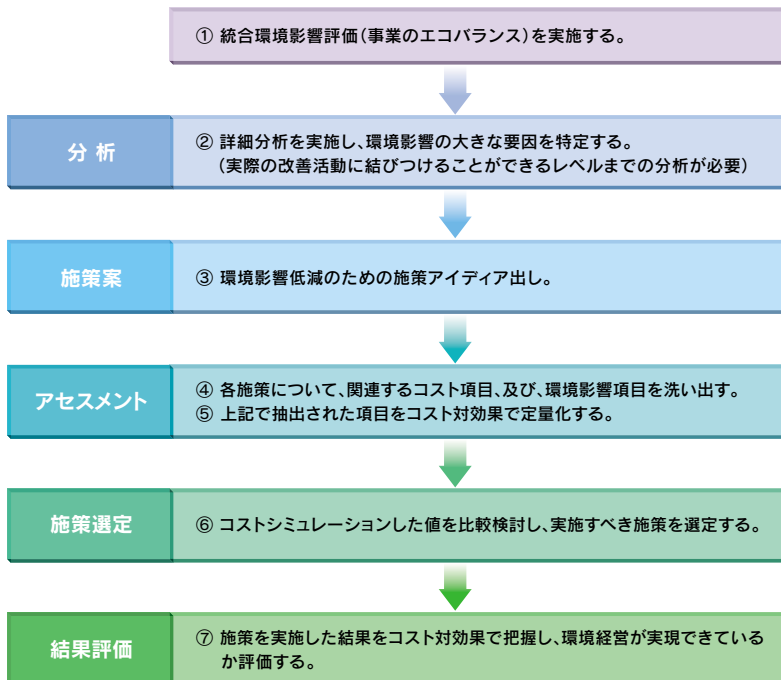 ① 統合環境影響評価(事業のエコバランス)を実施する。
分 析
② 詳細分析を実施し、環境影響の大きな要因を特定する。
(実際の改善活動に結びつけることができるレベルまでの分析が必要)
施策案
③ 環境影響低減のための施策アイディア出し。
アセスメント
④ 各施策について、関連するコスト項目、及び、環境影響項目を洗い出す。
⑤ 上記で抽出された項目をコスト対効果で定量化する。
施策選定
⑥ コストシミュレーションした値を比較検討し、実施すべき施策を選定する。
結果評価
⑦ 施策を実施した結果をコスト対効果で把握し、環境経営が実現できている
か評価する。